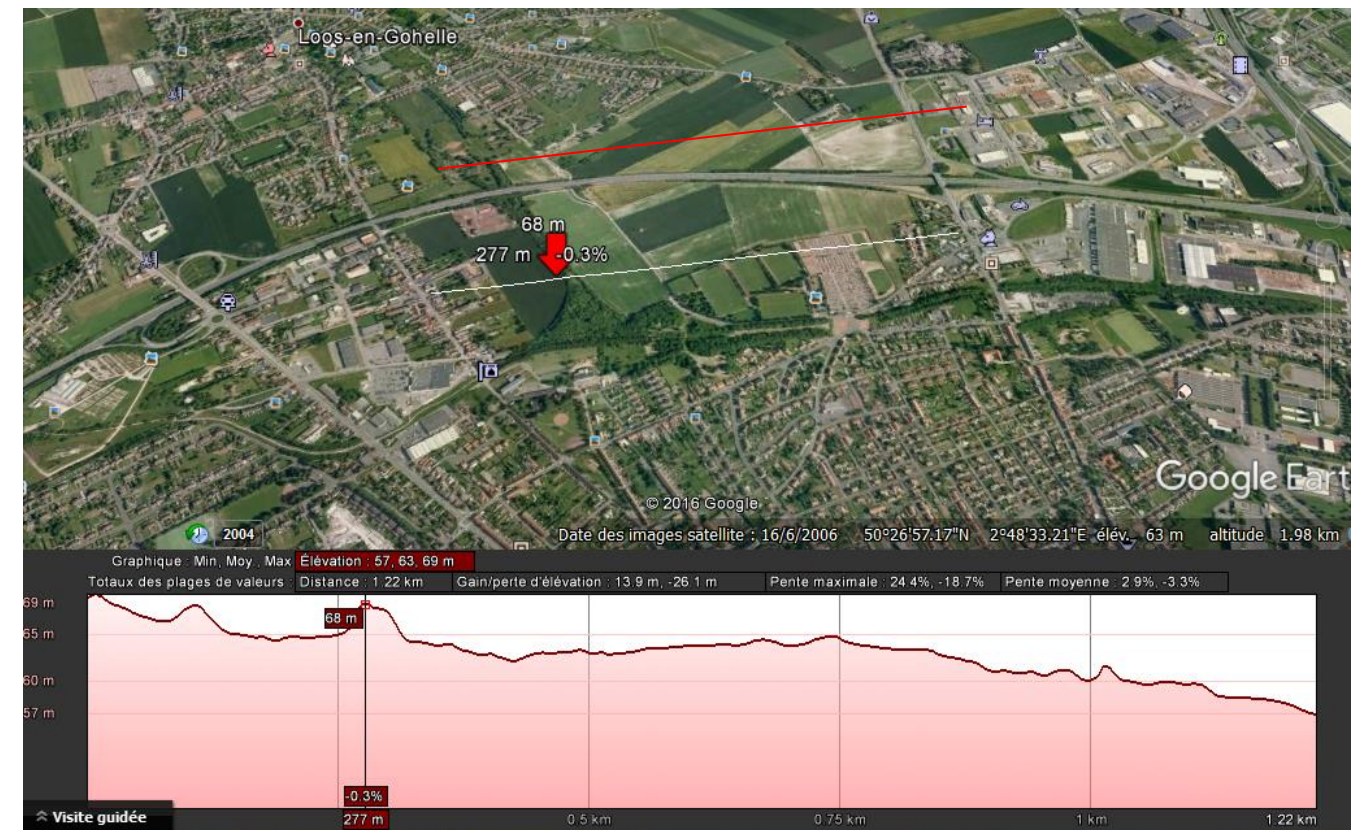 Loos-en-Gohelle
68 m
277 m -0.3%
Google Eart
© 2016 Google
2004 Date des images satellite : 16/6/2006 50°26'57.17"N 2°48'33.21"E élév. 63 m altitude 1.98 km
Graphique : Min, Moy., Max Élévation : 57, 63, 69 m
Totaux des plages de valeurs : Distance : 1.22 km Gain/perte d'élévation : 13.9 m, -26.1 m Pente maximale : 24.4%, -18.7% Pente moyenne : 2.9%, -3.3%
69 m
68 m
65 m
60 m
57 m
-0.3%
Visite guidée 277 m 0.5 km 0.75 km 1 km 1.22 km